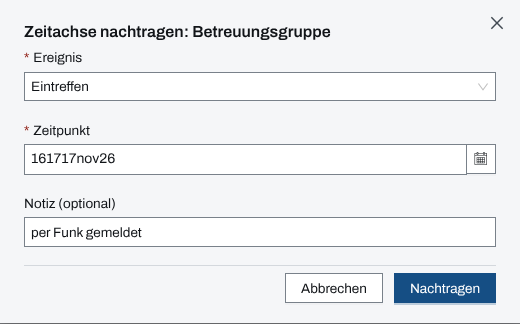 Zeitachse nachtragen: Betreuungsgruppe
* Ereignis
Eintreffen
* Zeitpunkt
161717nov26
Notiz (optional)
per Funk gemeldet
Abbrechen
Nachtragen